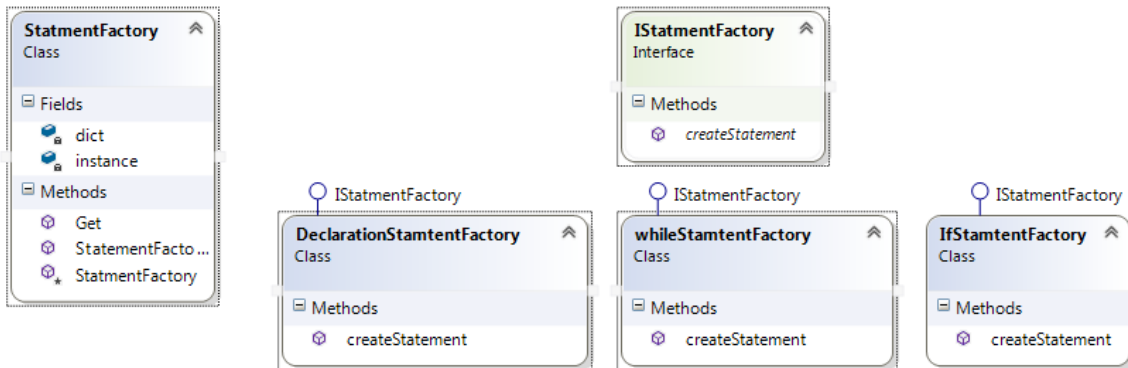 StatmentFactory
Class
Fields
dict
instance
Methods
Get
StatementFacto ...
StatmentFactory
IStatmentFactory
Interface
Methods
createStatement
IStatmentFactory
DeclarationStamtentFactory
Class
Methods
createStatement
IStatmentFactory
whileStamtentFactory
Class
Methods
createStatement
IStatmentFactory
IfStamtentFactory
Class
Methods
createStatement